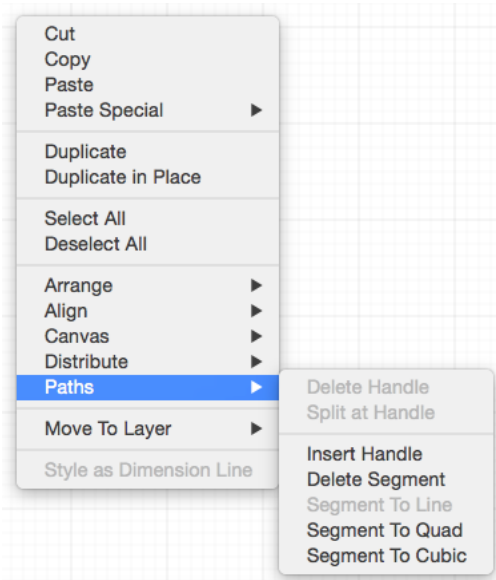 Cut
Copy
Paste
Paste Special
Duplicate
Duplicate in Place
Select All
Deselect All
Arrange
Align
Canvas
Distribute
Paths
Move To Layer
Style as Dimension Line
Delete Handle
Split at Handle
Insert Handle
Delete Segment
Segment To Line
Segment To Quad
Segment To Cubic